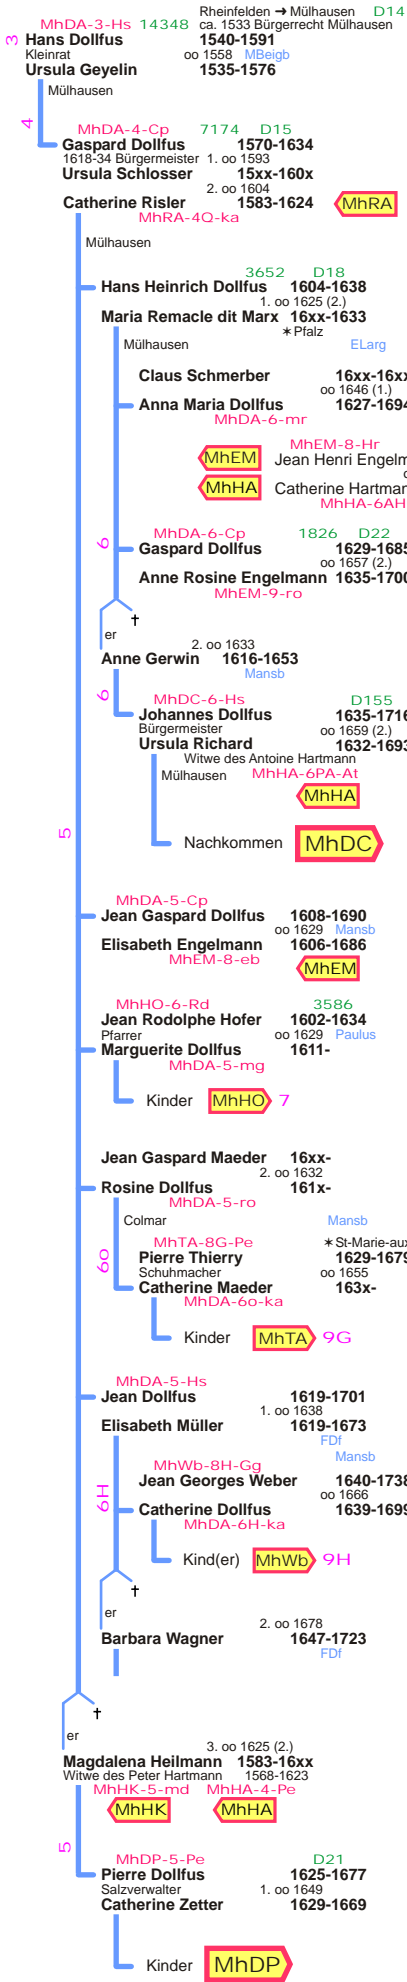 Rheinfelden → Mülhausen D14
MhDA-3-Hs 14348 ca. 1533 Bürgerrecht Mülhausen
3 Hans Dollfus 1540-1591
Kleinrat oo 1558 MBeigb
Ursula Geyelin 1535-1576
Mülhausen
4
MhDA-4-Cp 7174 D15
Gaspard Dollfus 1570-1634
1618-34 Bürgermeister 1. oo 1593
Ursula Schlosser 15xx-160x
2. oo 1604
Catherine Risler 1583-1624 MhRA
MhRA-4Q-ka
Mülhausen
3652 D18
Hans Heinrich Dollfus 1604-1638
1. oo 1625 (2.)
Maria Remacle dit Marx 16xx-1633
✶Pfalz
Mülhausen ELarg
Claus Schmerber 16xx-16xx
oo 1646 (1.)
Anna Maria Dollfus 1627-1694
MhDA-6-mr
MhEM-8-Hr
MhEM Jean Henri Engelm
MhHA Catherine Hartmar
MhHA-6AH
6
MhDA-6-Cp 1826 D22
Gaspard Dollfus 1629-1685
oo 1657 (2.)
Anne Rosine Engelmann 1635-1700
MhEM-9-ro
†
er
2. oo 1633
Anne Gerwin 1616-1653
Mansb
6
MhDC-6-Hs D155
Johannes Dollfus 1635-1716
Bürgermeister oo 1659 (2.)
Ursula Richard 1632-1693
Witwe des Antoine Hartmann
Mülhausen MhHA-6PA-At
MhHA
5
Nachkommen MhDC
MhDA-5-Cp
Jean Gaspard Dollfus 1608-1690
oo 1629 Mansb
Elisabeth Engelmann 1606-1686
MhEM-8-eb MhEM
MhHO-6-Rd 3586
Jean Rodolphe Hofer 1602-1634
Pfarrer oo 1629 Paulus
Marguerite Dollfus 1611-
MhDA-5-mg
Kinder MhHO 7
Jean Gaspard Maeder 16xx-
2. oo 1632
Rosine Dollfus 161x-
MhDA-5-ro
Colmar Mansb
6o
MhTA-8G-Pe ✶St-Marie-aux
Pierre Thierry 1629-1679
Schuhmacher oo 1655
Catherine Maeder 163x-
MhDA-6o-ka
Kinder MhTA 9G
MhDA-5-Hs
Jean Dollfus 1619-1701
1. oo 1638
Elisabeth Müller 1619-1673
FDf
Mansb
6H
MhWb-8H-Gg
Jean Georges Weber 1640-1738
oo 1666
Catherine Dollfus 1639-1699
MhDA-6H-ka
Kind(er) MhWb 9H
†
er
2. oo 1678
Barbara Wagner 1647-1723
FDf
†
er
3. oo 1625 (2.)
Magdalena Heilmann 1583-16xx
Witwe des Peter Hartmann 1568-1623
MhHK-5-md MhHA-4-Pe
MhHK MhHA
5
MhDP-5-Pe D21
Pierre Dollfus 1625-1677
Salzverwalter 1. oo 1649
Catherine Zetter 1629-1669
Kinder MhDP